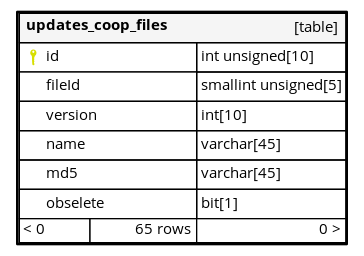 updates_coop_files [table]
id int unsigned[10]
fileId smallint unsigned[5]
version int[10]
name varchar[45]
md5 varchar[45]
obselete bit[1]
< 0 65 rows 0 >